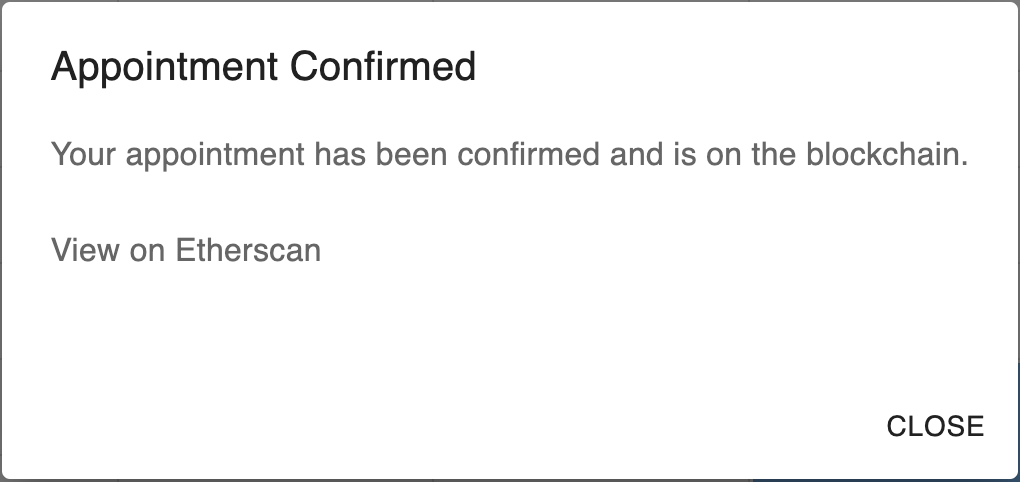 Appointment Confirmed
Your appointment has been confirmed and is on the blockchain.
View on Etherscan
CLOSE